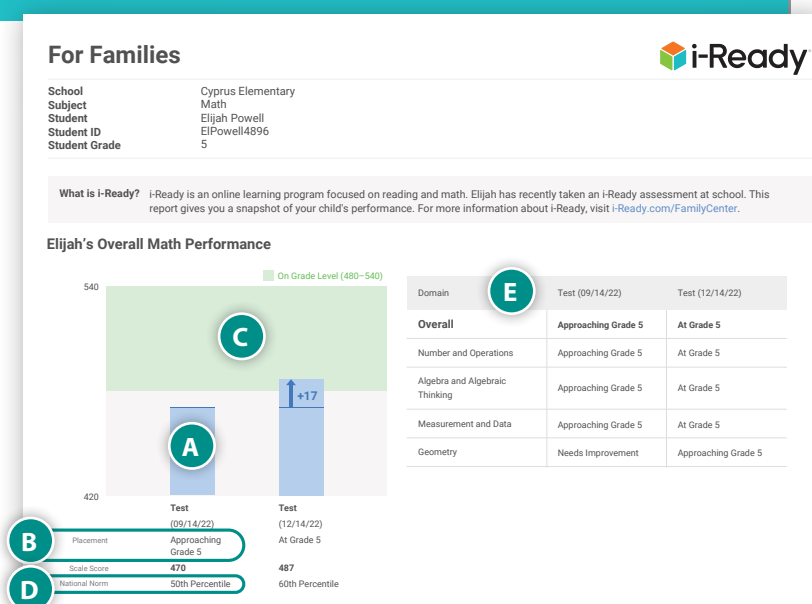 For Families
i-Ready
School Cyprus Elementary
Subject Math
Student Elijah Powell
Student ID ElPowell4896
Student Grade 5
What is i-Ready? i-Ready is an online learning program focused on reading and math. Elijah has recently taken an i-Ready assessment at school. This
report gives you a snapshot of your child's performance. For more information about i-Ready, visit i-Ready.com/FamilyCenter.
Elijah's Overall Math Performance
On Grade Level (480–540)
540
C
+17
A
420
Test Test
(09/14/22) (12/14/22)
B
Placement Approaching At Grade 5
Grade 5
Scale Score 470 487
D
National Norm 50th Percentile 60th Percentile
Domain E Test (09/14/22) Test (12/14/22)
Overall Approaching Grade 5 At Grade 5
Number and Operations Approaching Grade 5 At Grade 5
Algebra and Algebraic
Thinking Approaching Grade 5 At Grade 5
Measurement and Data Approaching Grade 5 At Grade 5
Geometry Needs Improvement Approaching Grade 5